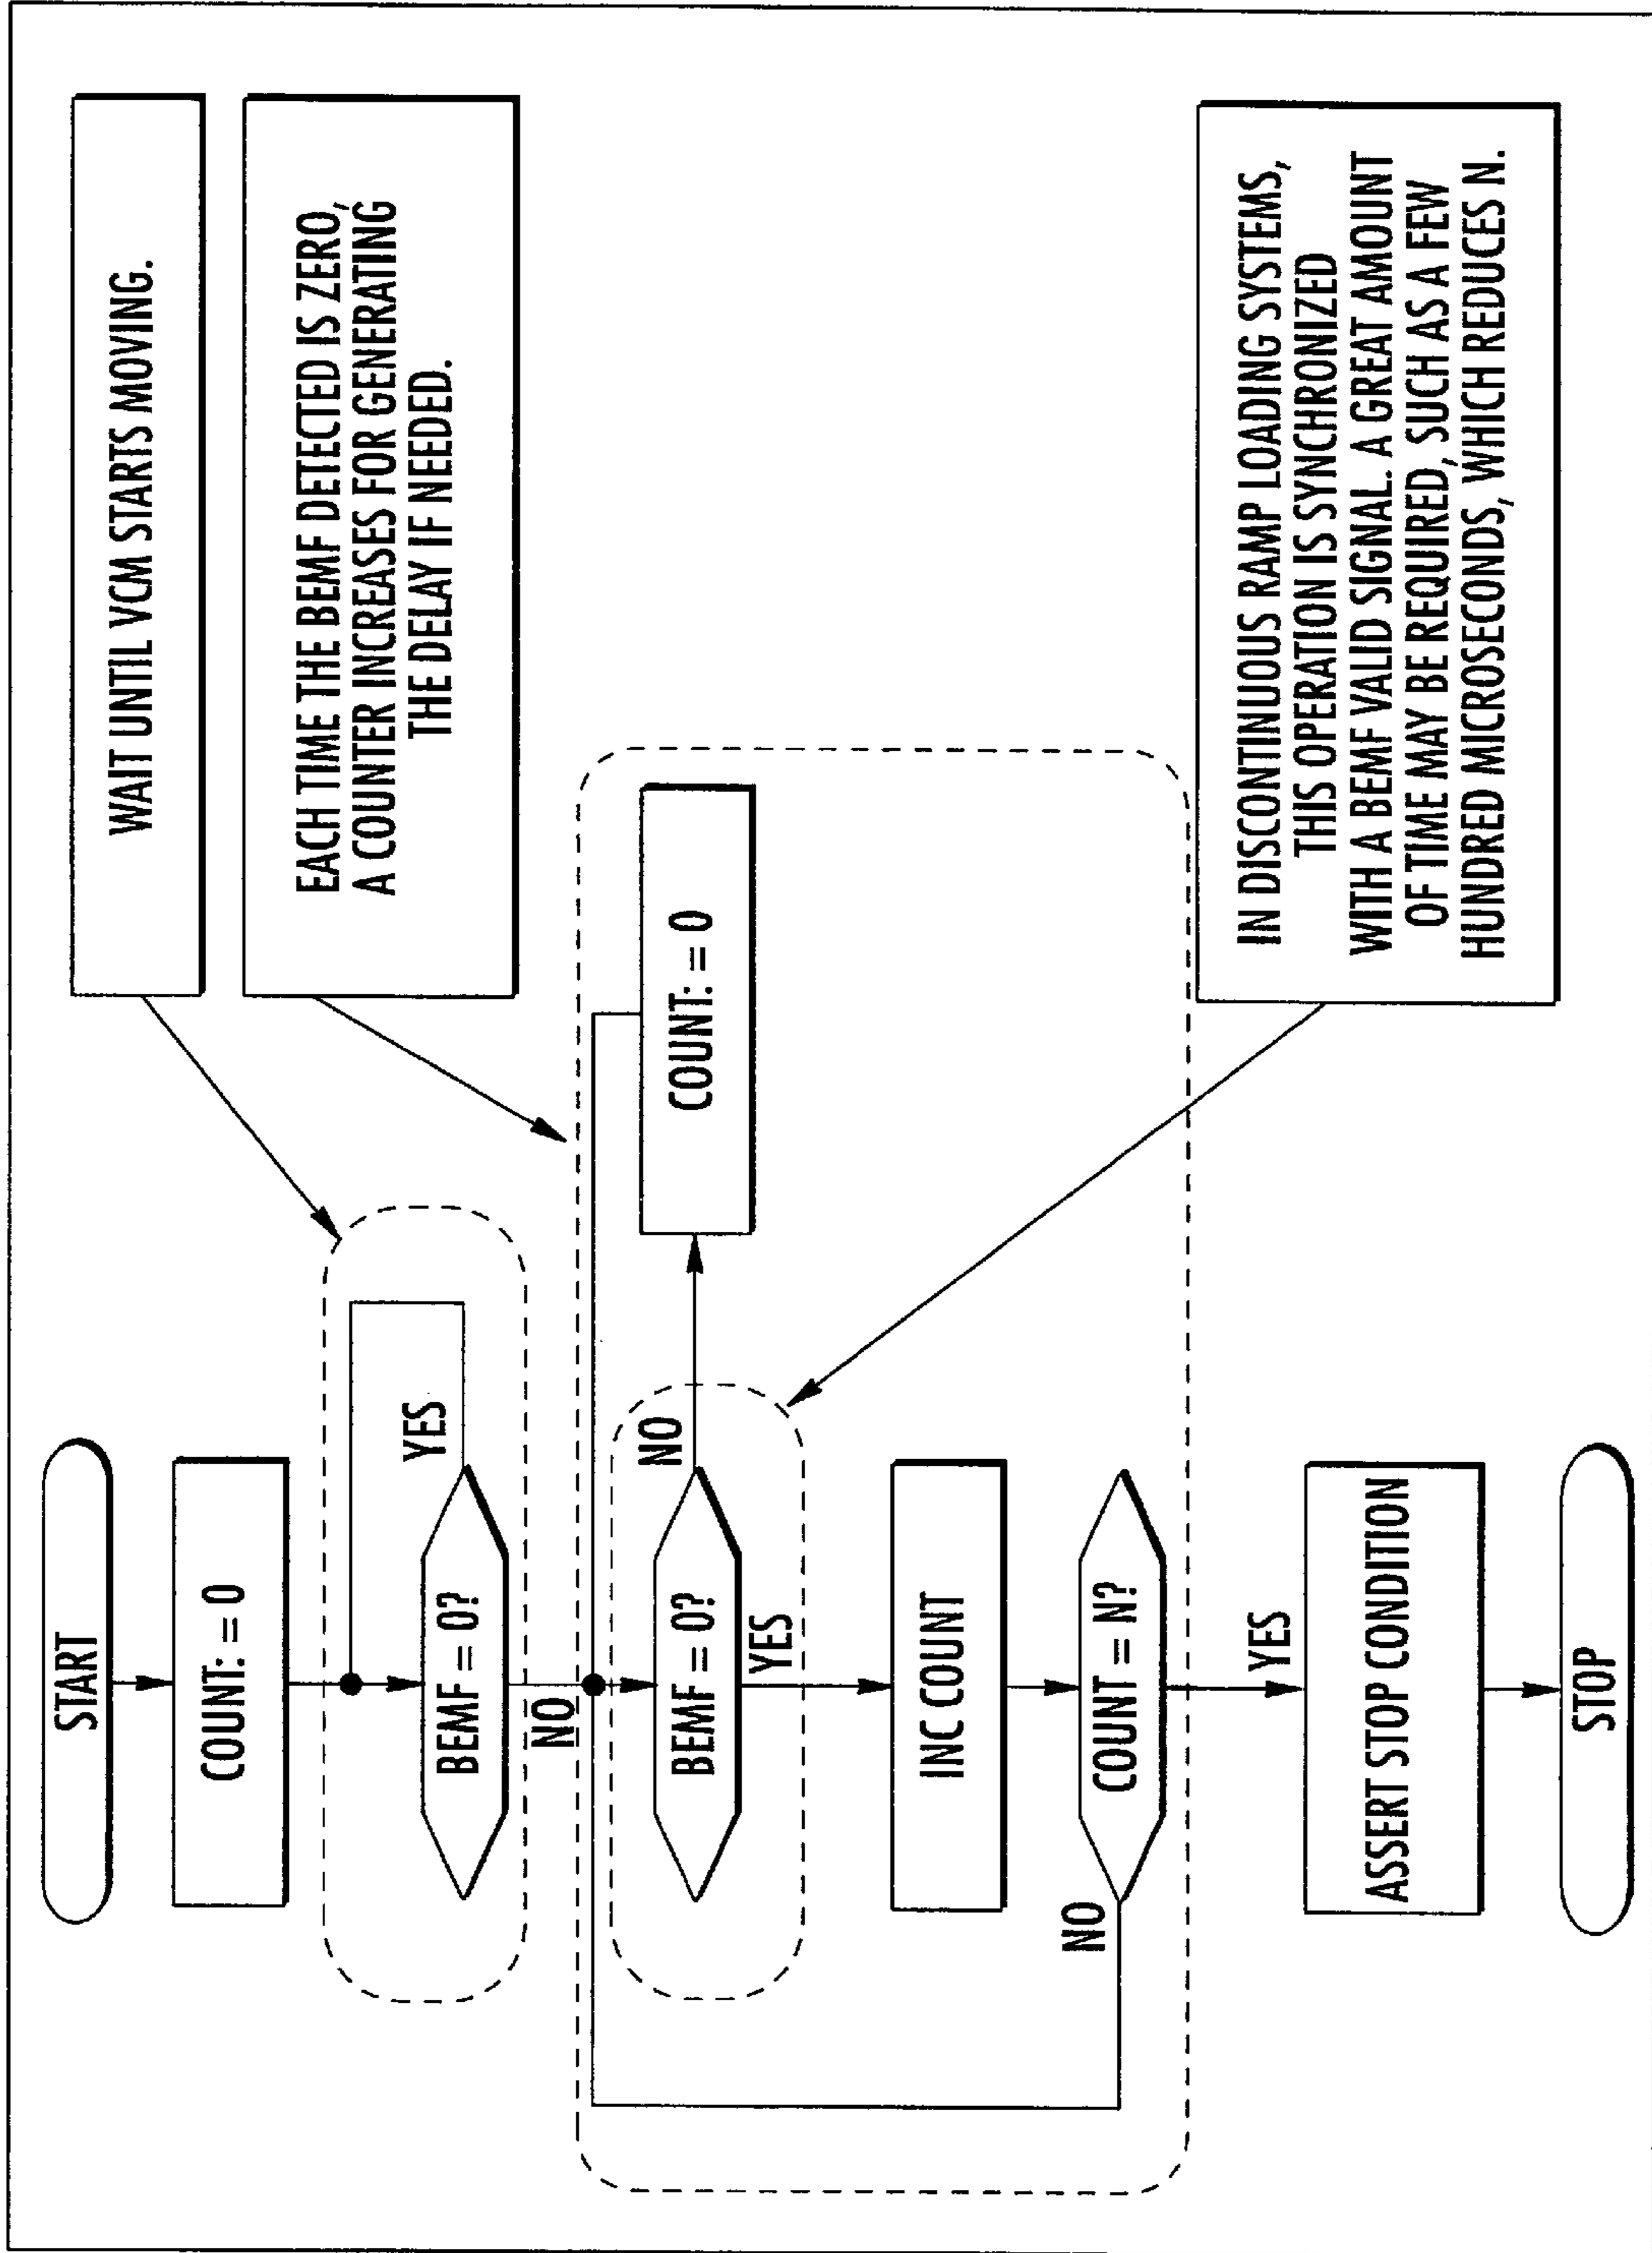 START
COUNT: = 0
BEMF = 0?
YES
NO
BEMF = 0?
NO
COUNT: = 0
YES
INC COUNT
COUNT = N?
NO
YES
ASSERT STOP CONDITION
STOP
WAIT UNTIL VCM STARTS MOVING.
EACH TIME THE BEMF DETECTED IS ZERO,
A COUNTER INCREASES FOR GENERATING
THE DELAY IF NEEDED.
IN DISCONTINUOUS RAMP LOADING SYSTEMS,
THIS OPERATION IS SYNCHRONIZED
WITH A BEMF VALID SIGNAL. A GREAT AMOUNT
OF TIME MAY BE REQUIRED, SUCH AS A FEW
HUNDRED MICROSECONDS, WHICH REDUCES N.